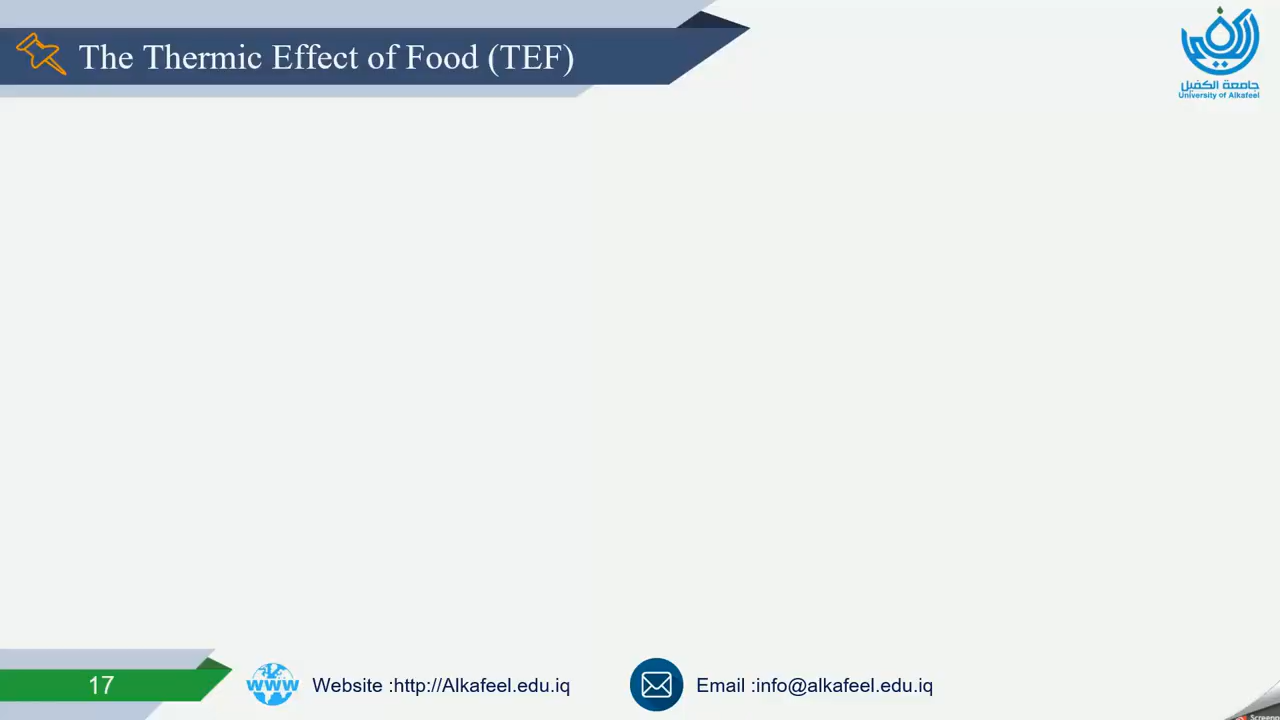 The Thermic Effect of Food (TEF)
جامعة الكفيل
University of Alkafeel
17
WWW
Website :http://Alkafeel.edu.iq
Email :info@alkafeel.edu.iq